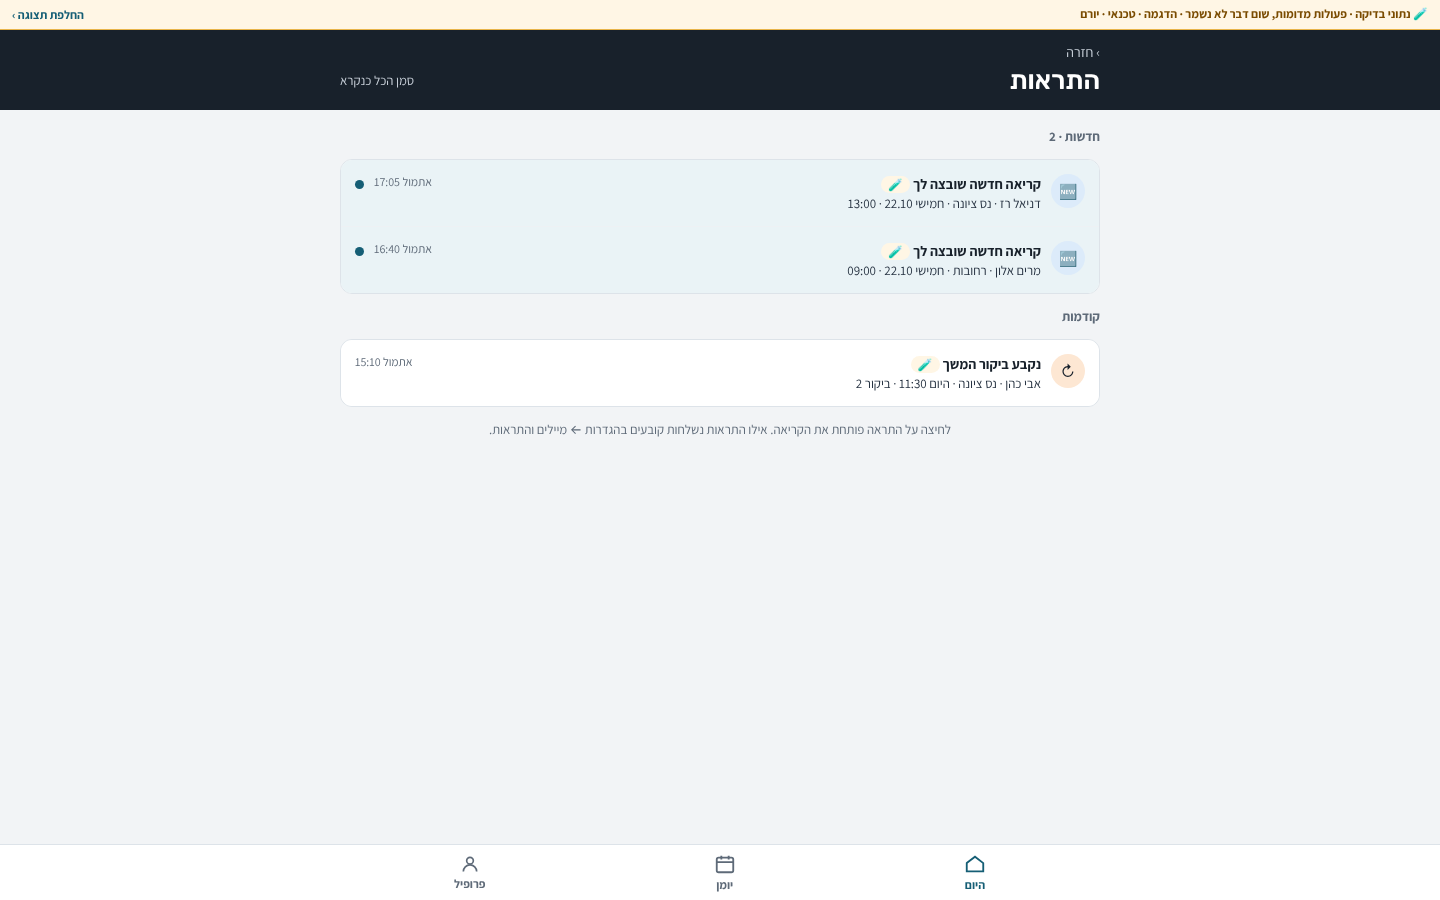 🧪 נתוני בדיקה · פעולות מדומות, שום דבר לא נשמר · הדגמה · טכנאי · יורם
החלפת תצוגה ›
› חזרה
התראות
סמן הכל כנקרא
חדשות · 2
קריאה חדשה שובצה לך 🧪
אתמול 17:05
דניאל רז · נס ציונה · חמישי 22.10 · 13:00
קריאה חדשה שובצה לך 🧪
אתמול 16:40
מרים אלון · רחובות · חמישי 22.10 · 09:00
קודמות
נקבע ביקור המשך 🧪
אתמול 15:10
אבי כהן · נס ציונה · היום 11:30 · ביקור 2
לחיצה על התראה פותחת את הקריאה. אילו התראות נשלחות קובעים בהגדרות ← מיילים והתראות.
היום
יומן
פרופיל